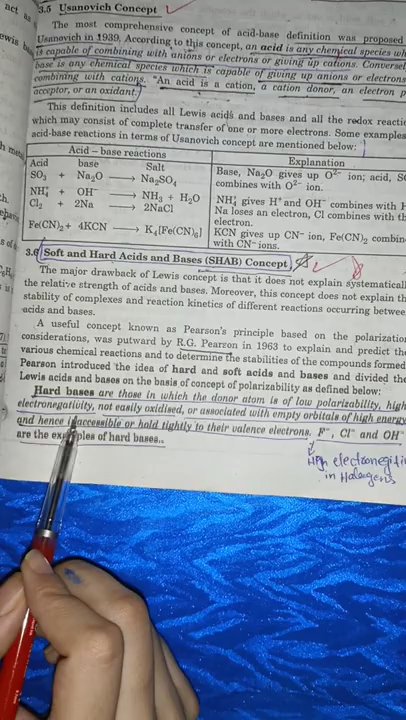 act as
3.5 Usanovich Concept
The most comprehensive concept of acid-base definition was proposed
Usanovich in 1939. According to this concept, an acid is any chemical species wh
is capable of combining with anions or electrons or giving up cations. Conversel
base is any chemical species which is capable of giving up anions or electrons
combining with cations. "An acid is a cation, a cation donor, an electron p
acceptor, or an oxidant.
This definition includes all Lewis acids and bases and all the redox reactio
which may consist of complete transfer of one or more electrons. Some examples
acid-base reactions in terms of Usanovich concept are mentioned below:
Acid – base reactions Explanation
Acid base Salt
SO₃ + Na₂O → Na₂SO₄ Base, Na₂O gives up O²⁻ ion; acid, SO
combines with O²⁻ ion.
NH₄⁺ + OH⁻ → NH₃ + H₂O NH₄⁺ gives H⁺ and OH⁻ combines with H
Cl₂ + 2Na → 2NaCl Na loses an electron, Cl combines with th
electron.
Fe(CN)₂ + 4KCN → K₄[Fe(CN)₆] KCN gives up CN⁻ ion, Fe(CN)₂ combin
with CN⁻ ions.
3.6 Soft and Hard Acids and Bases (SHAB) Concept
The major drawback of Lewis concept is that it does not explain systematicall
the relative strength of acids and bases. Moreover, this concept does not explain th
stability of complexes and reaction kinetics of different reactions occurring betwee
acids and bases.
A useful concept known as Pearson's principle based on the polarization
considerations, was putward by R.G. Pearson in 1963 to explain and predict the
various chemical reactions and to determine the stabilities of the compounds formed
Pearson introduced the idea of hard and soft acids and bases and divided the
Lewis acids and bases on the basis of concept of polarizability as defined below:
Hard bases are those in which the donor atom is of low polarizability, high
electronegativity, not easily oxidised, or associated with empty orbitals of high energy
and hence inaccessible or hold tightly to their valence electrons. F⁻, Cl⁻ and OH⁻
are the examples of hard bases..
High electronegati
in Halogens